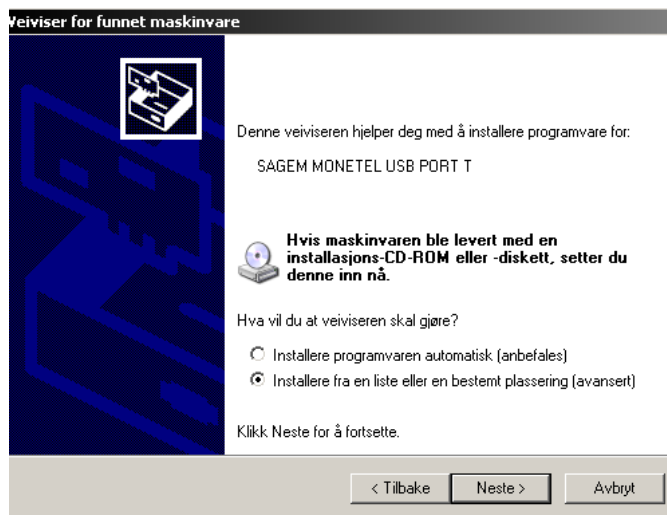 Veiviser for funnet maskinvare
Denne veiviseren hjelper deg med å installere programvare for:
SAGEM MONETEL USB PORT T
Hvis maskinvaren ble levert med en
installasjons-CD-ROM eller -diskett, setter du
denne inn nå.
Hva vil du at veiviseren skal gjøre?
Installere programvaren automatisk (anbefales)
Installere fra en liste eller en bestemt plassering (avansert)
Klikk Neste for å fortsette.
< Tilbake
Neste >
Avbryt